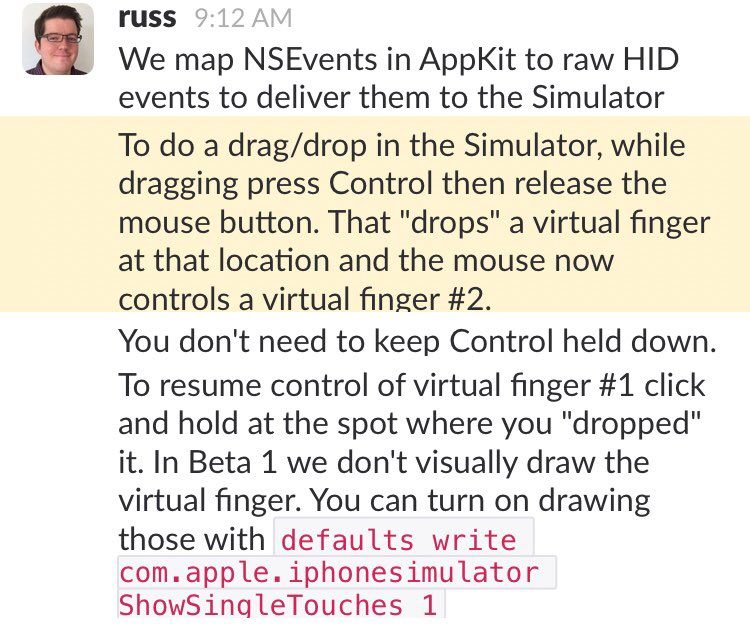 russ 9:12 AM
We map NSEvents in AppKit to raw HID
events to deliver them to the Simulator
To do a drag/drop in the Simulator, while
dragging press Control then release the
mouse button. That "drops" a virtual finger
at that location and the mouse now
controls a virtual finger #2.
You don't need to keep Control held down.
To resume control of virtual finger #1 click
and hold at the spot where you "dropped"
it. In Beta 1 we don't visually draw the
virtual finger. You can turn on drawing
those with defaults write
com.apple.iphonesimulator
ShowSingleTouches 1